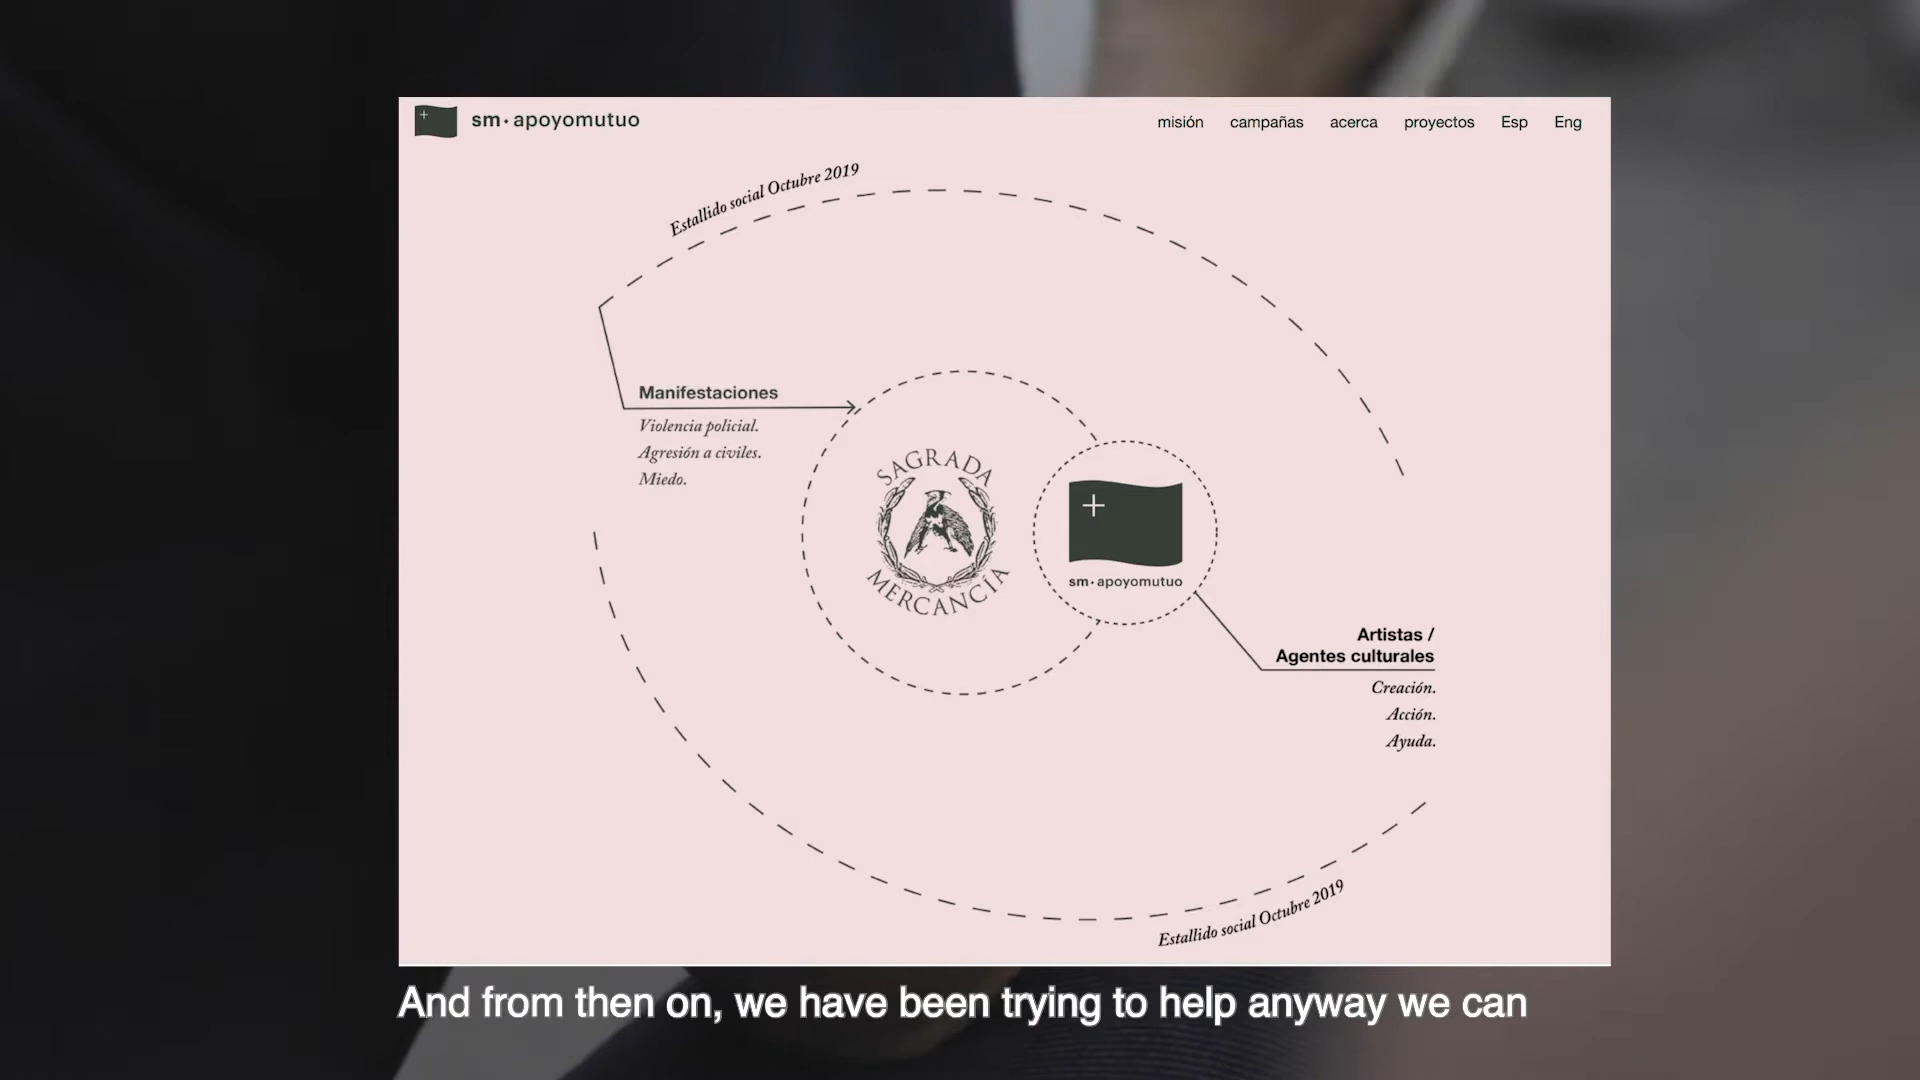 sm·apoyomutuo
misión campañas acerca proyectos Esp Eng
Estallido social Octubre 2019
Manifestaciones
Violencia policial.
Agresión a civiles.
Miedo.
SAGRADA
MERCANCÍA
sm·apoyomutuo
Artistas /
Agentes culturales
Creación.
Acción.
Ayuda.
Estallido social Octubre 2019
And from then on, we have been trying to help anyway we can